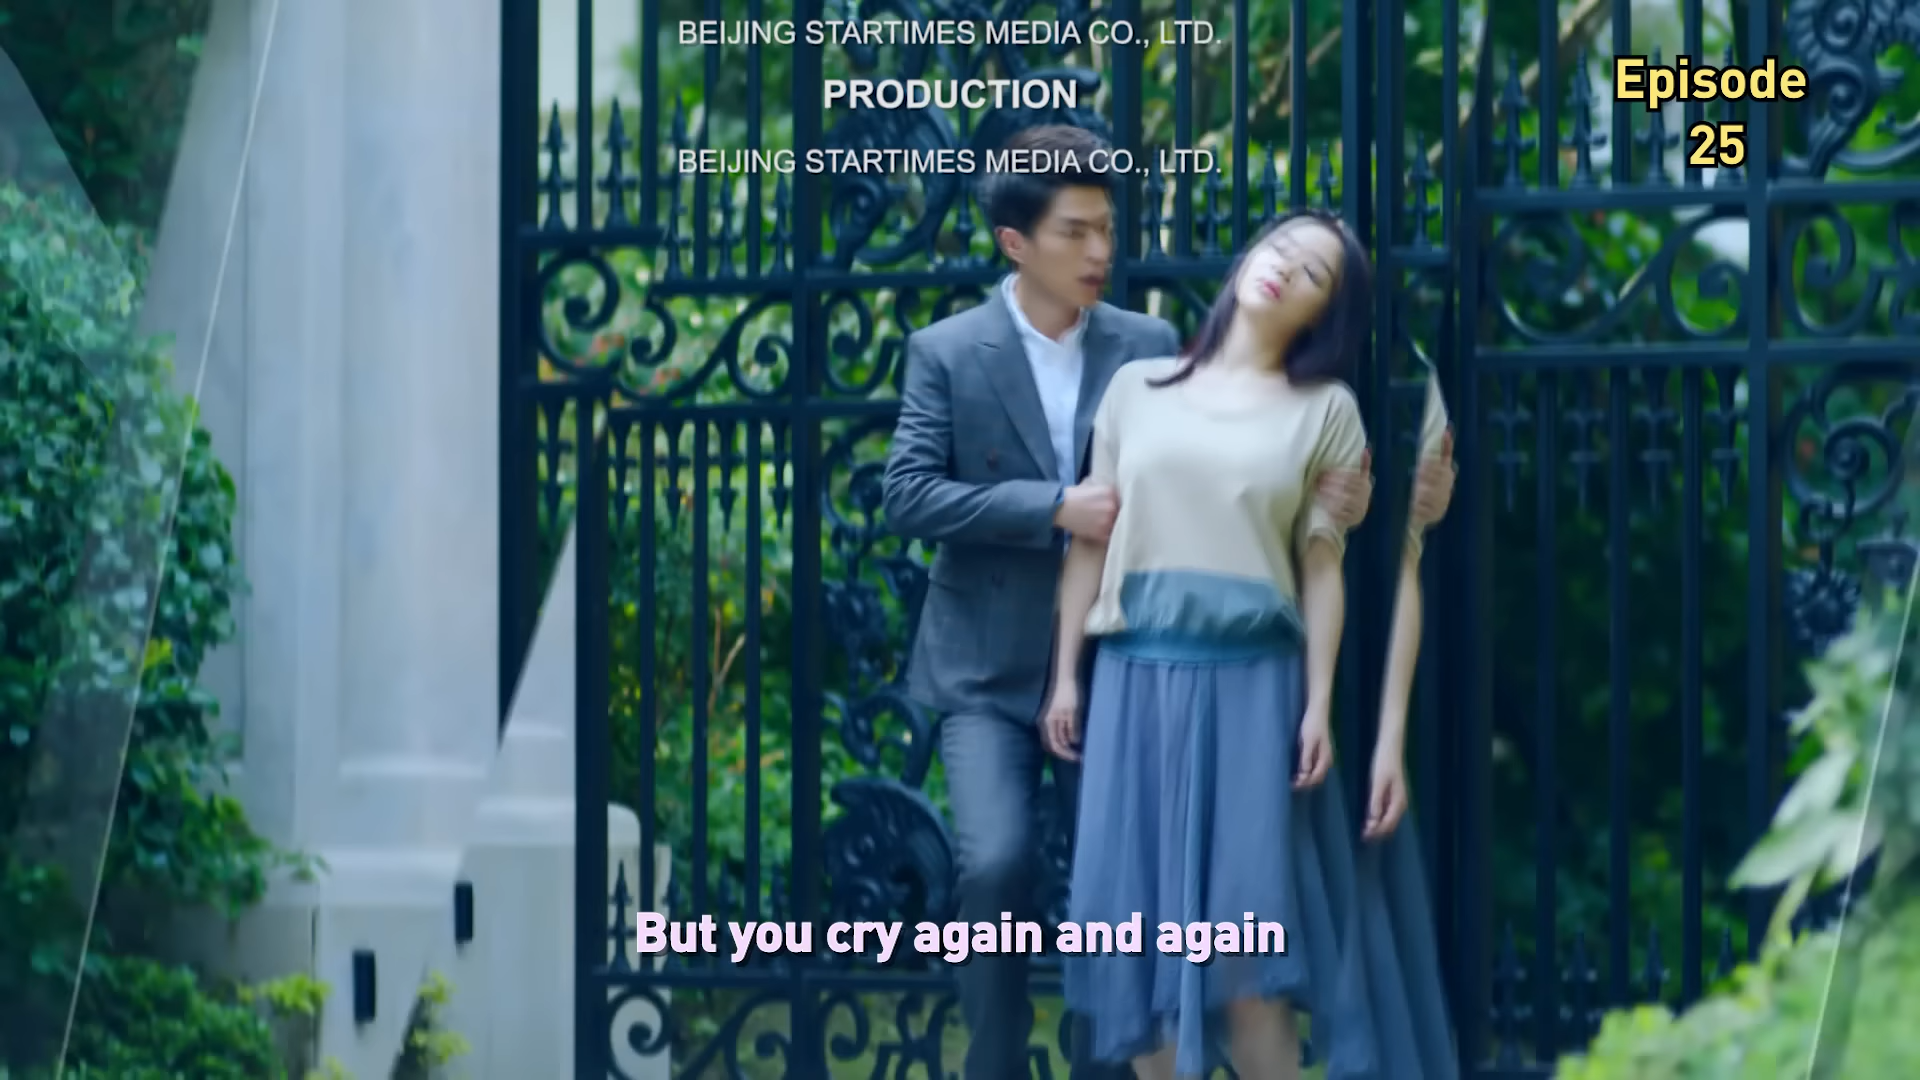 BEIJING STARTIMES MEDIA CO., LTD.
PRODUCTION
BEIJING STARTIMES MEDIA CO., LTD.
Episode
25
But you cry again and again